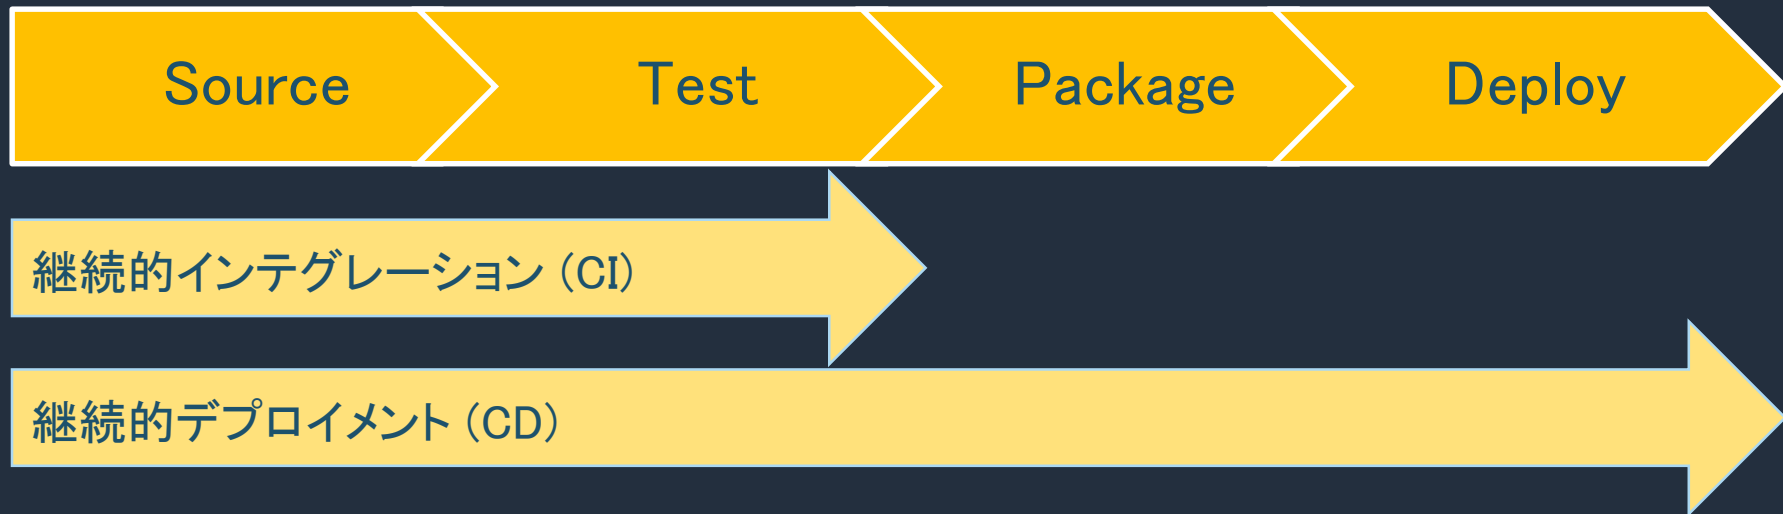 Source
Test
Package
Deploy
継続的インテグレーション (CI)
継続的デプロイメント (CD)